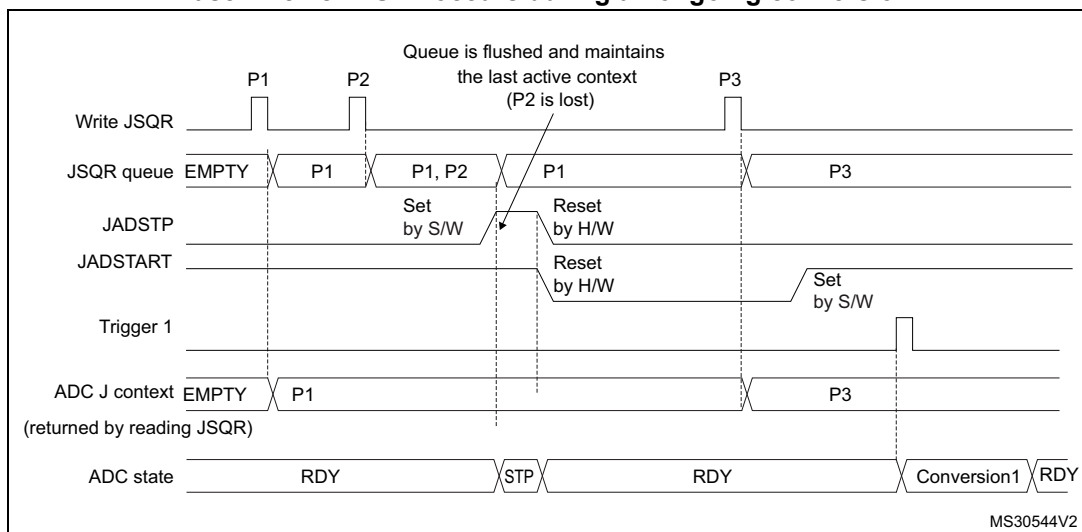 Queue is flushed and maintains
the last active context
(P2 is lost)
P1
P2
P3
Write JSQR
JSQR queue
EMPTY
P1
P1, P2
P1
P3
Set
by S/W
Reset
by H/W
JADSTP
JADSTART
Reset
by H/W
Set
by S/W
Trigger 1
ADC J context
EMPTY
P1
P3
(returned by reading JSQR)
ADC state
RDY
STP
RDY
Conversion1
RDY
MS30544V2